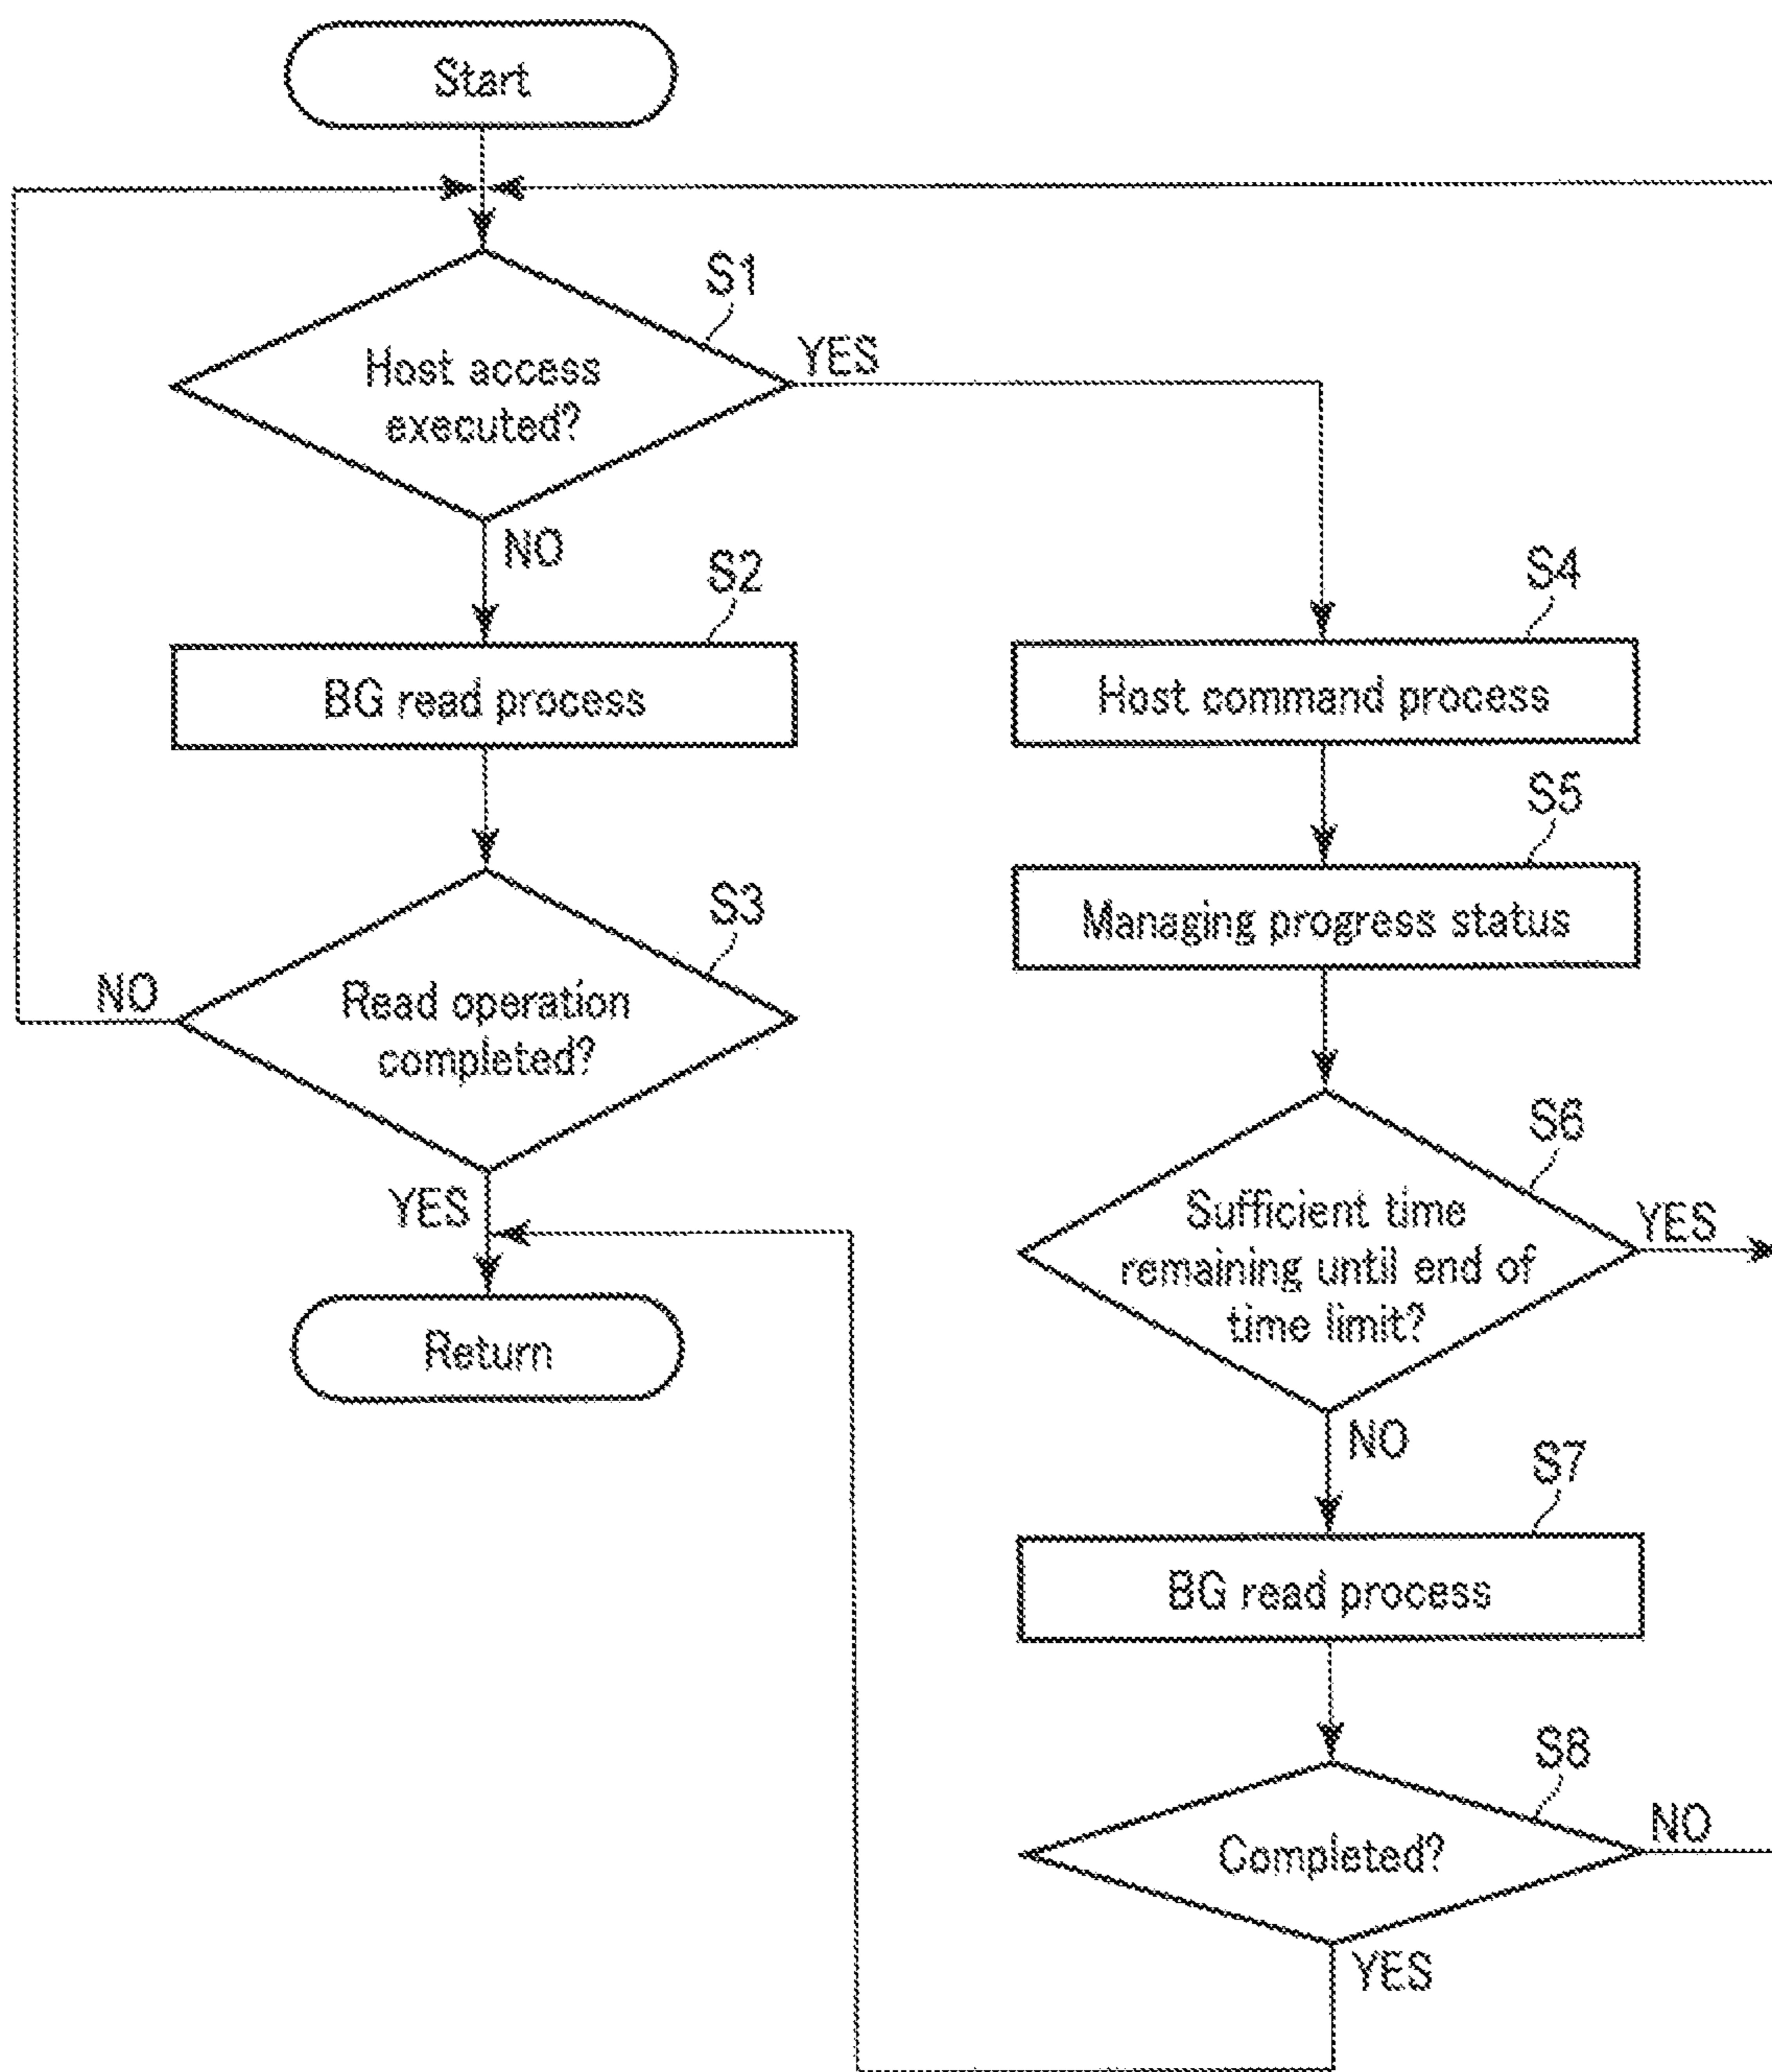 Start
S1
Host access
executed?
YES
NO
S2
BG read process
S3
Read operation
completed?
NO
YES
Return
S4
Host command process
S5
Managing progress status
S6
Sufficient time
remaining until end of
time limit?
YES
NO
S7
BG read process
S8
Completed?
NO
YES